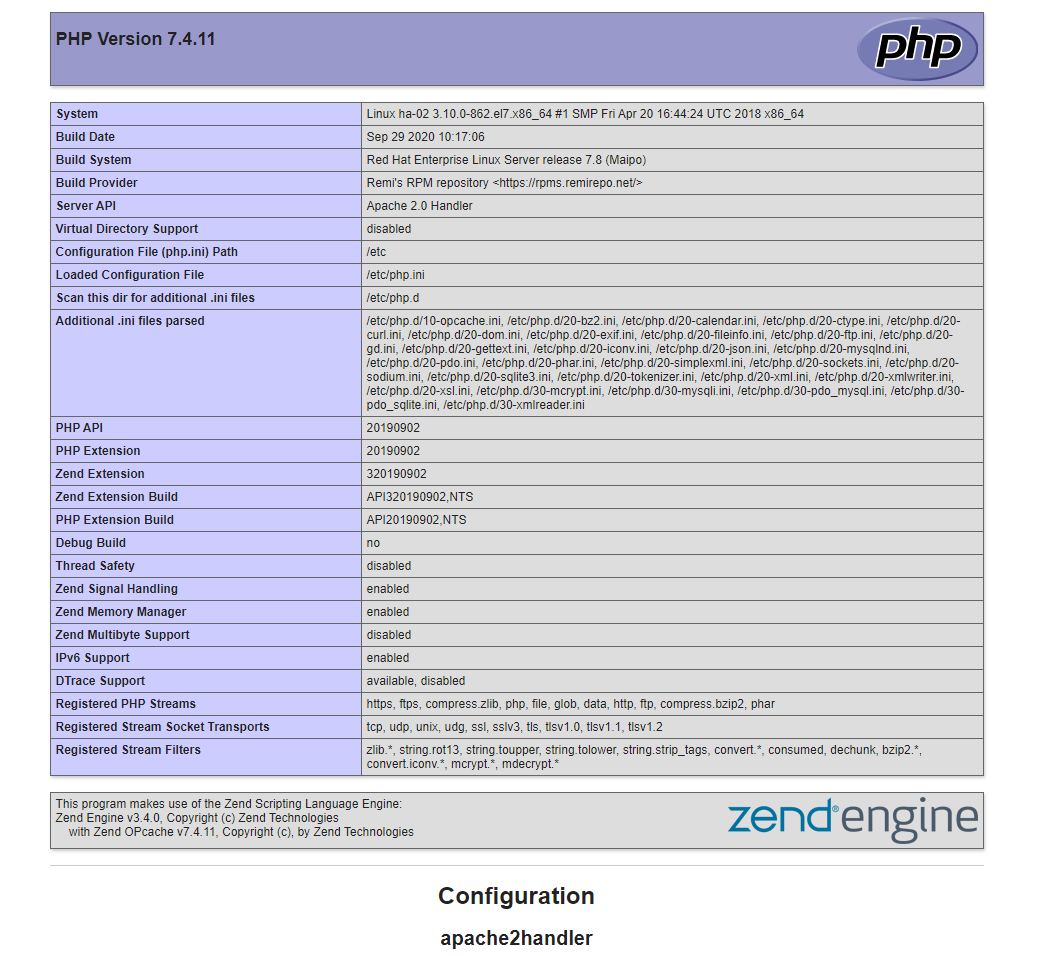 PHP Version 7.4.11
php
System Linux ha-02 3.10.0-862.el7.x86_64 #1 SMP Fri Apr 20 16:44:24 UTC 2018 x86_64
Build Date Sep 29 2020 10:17:06
Build System Red Hat Enterprise Linux Server release 7.8 (Maipo)
Build Provider Remi's RPM repository <https://rpms.remirepo.net/>
Server API Apache 2.0 Handler
Virtual Directory Support disabled
Configuration File (php.ini) Path /etc
Loaded Configuration File /etc/php.ini
Scan this dir for additional .ini files /etc/php.d
Additional .ini files parsed /etc/php.d/10-opcache.ini, /etc/php.d/20-bz2.ini, /etc/php.d/20-calendar.ini, /etc/php.d/20-ctype.ini, /etc/php.d/20-
curl.ini, /etc/php.d/20-dom.ini, /etc/php.d/20-exif.ini, /etc/php.d/20-fileinfo.ini, /etc/php.d/20-ftp.ini, /etc/php.d/20-
gd.ini, /etc/php.d/20-gettext.ini, /etc/php.d/20-iconv.ini, /etc/php.d/20-json.ini, /etc/php.d/20-mysqlnd.ini,
/etc/php.d/20-pdo.ini, /etc/php.d/20-phar.ini, /etc/php.d/20-simplexml.ini, /etc/php.d/20-sockets.ini, /etc/php.d/20-
sodium.ini, /etc/php.d/20-sqlite3.ini, /etc/php.d/20-tokenizer.ini, /etc/php.d/20-xml.ini, /etc/php.d/20-xmlwriter.ini,
/etc/php.d/20-xsl.ini, /etc/php.d/30-mcrypt.ini, /etc/php.d/30-mysqli.ini, /etc/php.d/30-pdo_mysql.ini, /etc/php.d/30-
pdo_sqlite.ini, /etc/php.d/30-xmlreader.ini
PHP API 20190902
PHP Extension 20190902
Zend Extension 320190902
Zend Extension Build API320190902,NTS
PHP Extension Build API20190902,NTS
Debug Build no
Thread Safety disabled
Zend Signal Handling enabled
Zend Memory Manager enabled
Zend Multibyte Support disabled
IPv6 Support enabled
DTrace Support available, disabled
Registered PHP Streams https, ftps, compress.zlib, php, file, glob, data, http, ftp, compress.bzip2, phar
Registered Stream Socket Transports tcp, udp, unix, udg, ssl, sslv3, tls, tlsv1.0, tlsv1.1, tlsv1.2
Registered Stream Filters zlib.*, string.rot13, string.toupper, string.tolower, string.strip_tags, convert.*, consumed, dechunk, bzip2.*,
convert.iconv.*, mcrypt.*, mdecrypt.*
This program makes use of the Zend Scripting Language Engine:
Zend Engine v3.4.0, Copyright (c) Zend Technologies
with Zend OPcache v7.4.11, Copyright (c), by Zend Technologies
zend®engine
Configuration
apache2handler